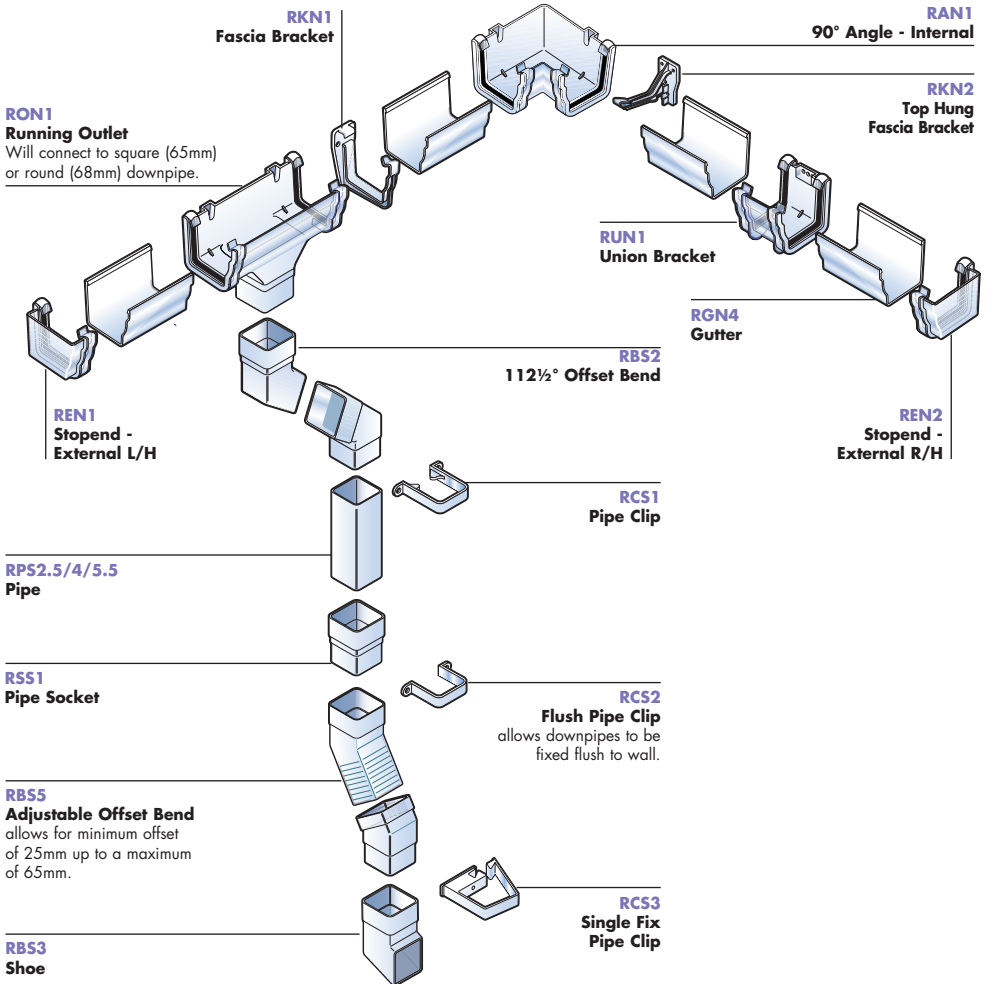 RKN1
Fascia Bracket
RAN1
90° Angle - Internal
RKN2
Top Hung
Fascia Bracket
RON1
Running Outlet
Will connect to square (65mm)
or round (68mm) downpipe.
RUN1
Union Bracket
RGN4
Gutter
RBS2
112½° Offset Bend
REN1
Stopend -
External L/H
REN2
Stopend -
External R/H
RCS1
Pipe Clip
RPS2.5/4/5.5
Pipe
RSS1
Pipe Socket
RCS2
Flush Pipe Clip
allows downpipes to be
fixed flush to wall.
RBS5
Adjustable Offset Bend
allows for minimum offset
of 25mm up to a maximum
of 65mm.
RCS3
Single Fix
Pipe Clip
RBS3
Shoe